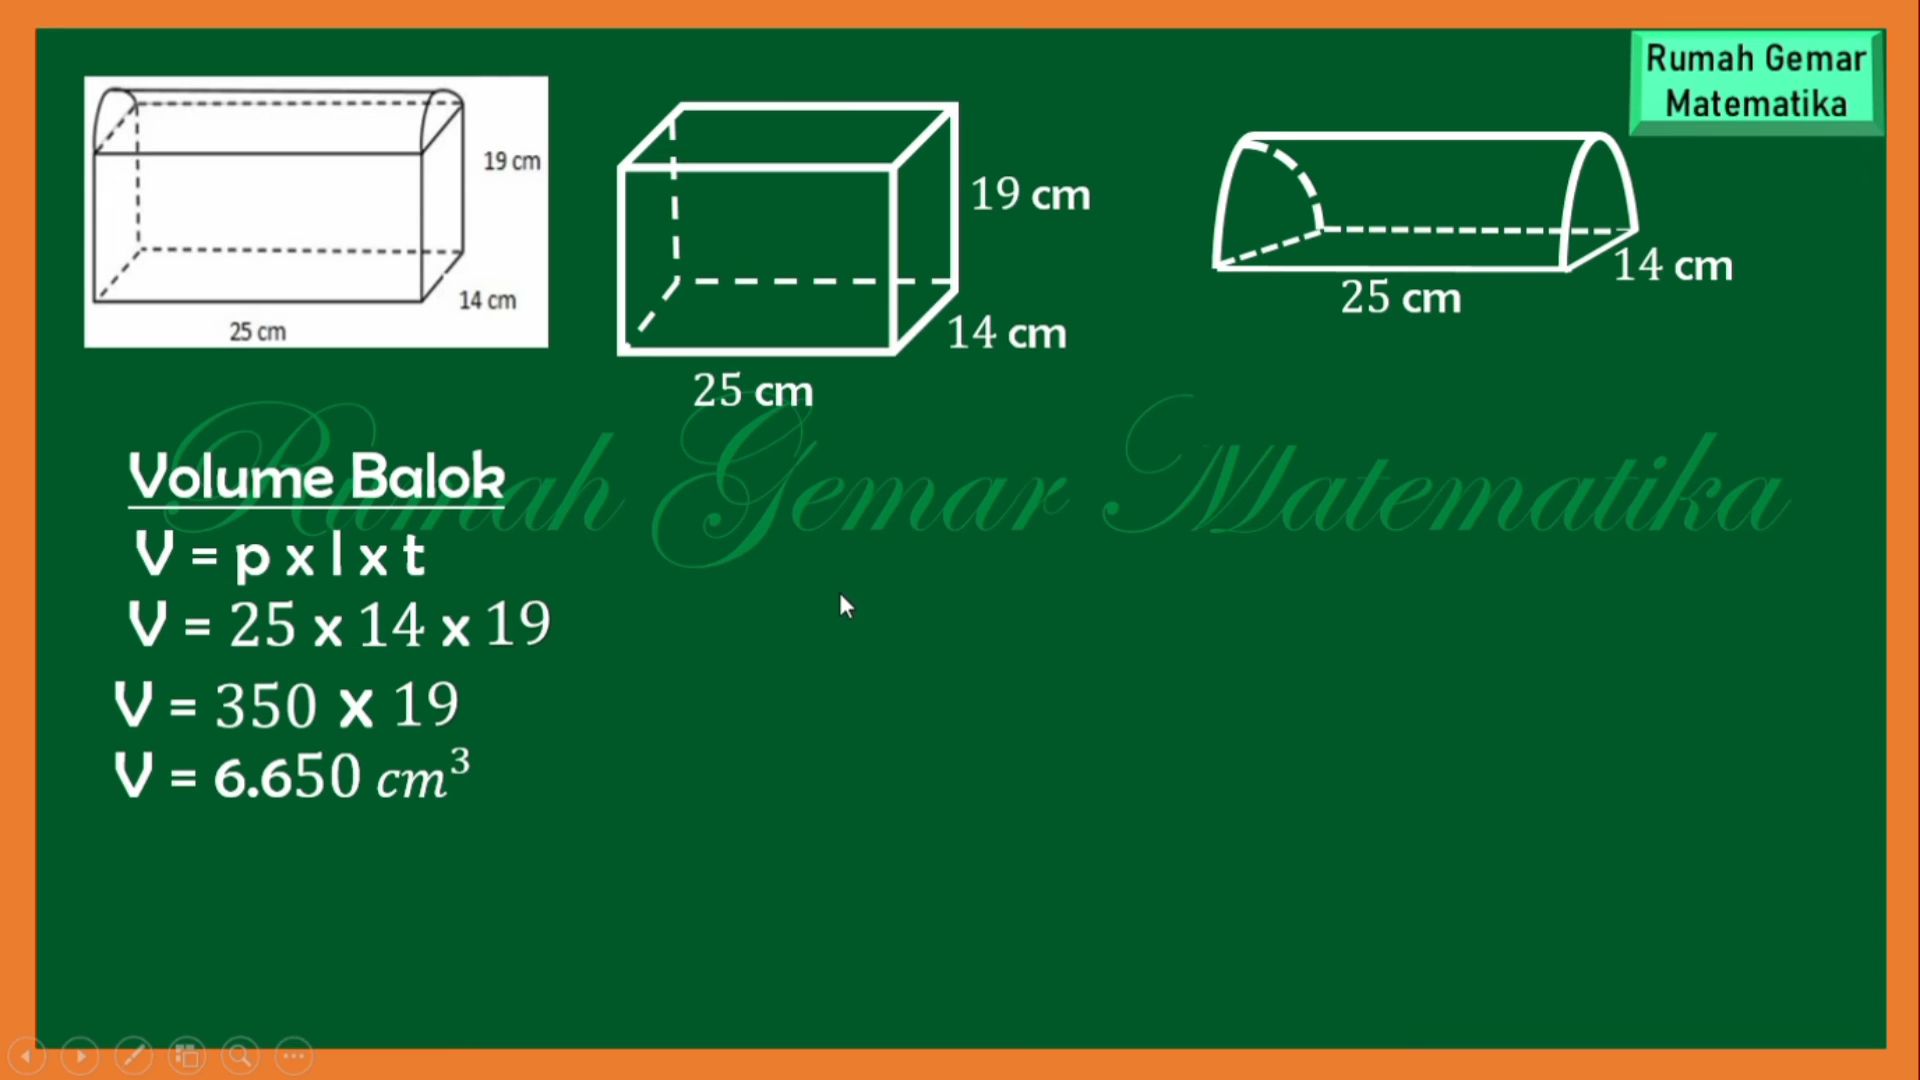 Rumah Gemar
Matematika
19 cm
14 cm
25 cm
19 cm
14 cm
25 cm
14 cm
25 cm
Rumah Gemar Matematika
Volume Balok
V = p x l x t
V = 25 x 14 x 19
V = 350 x 19
V = 6.650 cm³